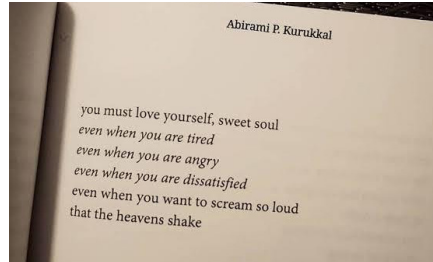 Abirami P. Kurukkal
you must love yourself, sweet soul
even when you are tired
even when you are angry
even when you are dissatisfied
even when you want to scream so loud
that the heavens shake